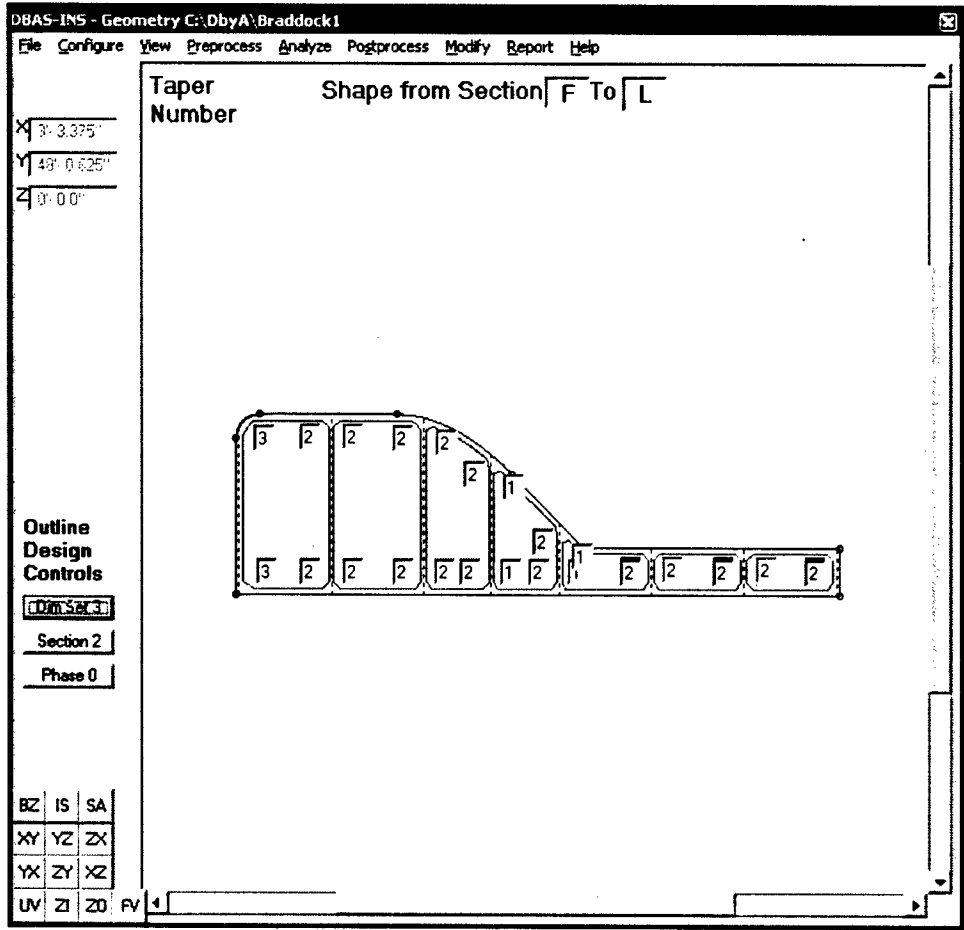 DBAS-INS - Geometry C:\DbyA\Braddock1
File Configure View Preprocess Analyze Postprocess Modify Report Help
Taper Number
Shape from Section F To L
X 3'- 3.375"
Y 48'- 0.625"
Z 0'- 0.0"
3 2 2 2 2
2 1
2 1
3 2 2 2 2 2 1 2 2 2 2 2 2
Outline
Design
Controls
Dim Set 3
Section 2
Phase 0
BZ IS SA
XY YZ ZX
YX ZY XZ
UV ZI ZO FV